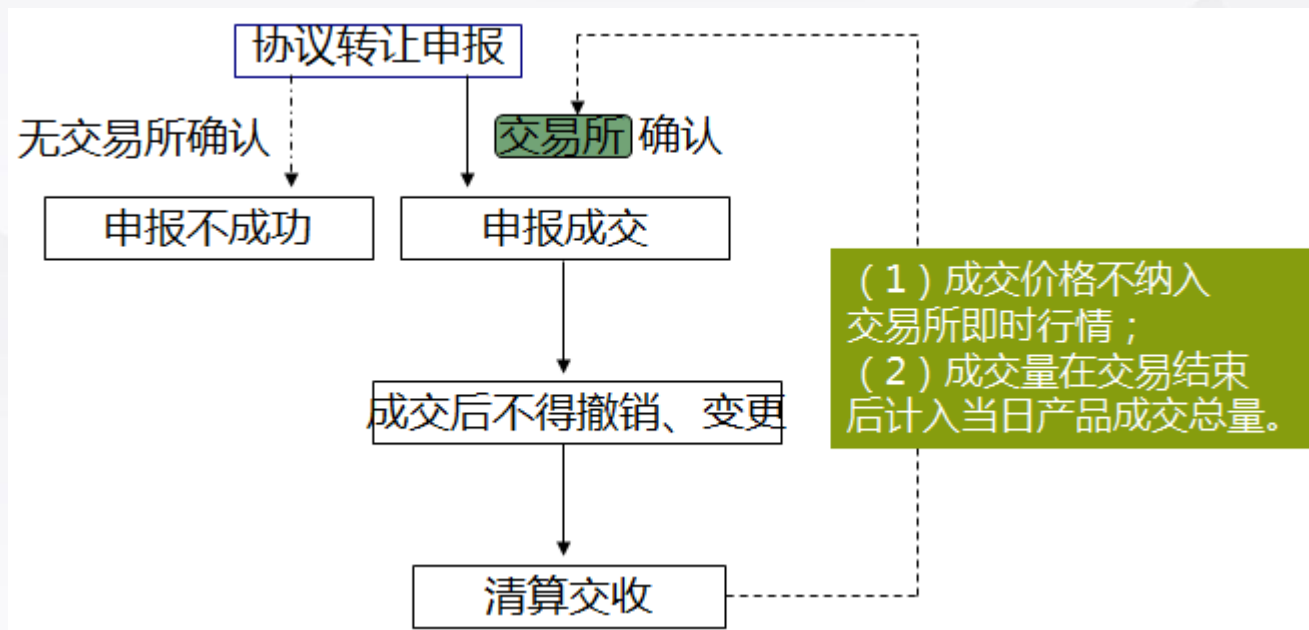 协议转让申报
无交易所确认
交易所 确认
申报不成功
申报成交
（1）成交价格不纳入
交易所即时行情；
（2）成交量在交易结束
后计入当日产品成交总量。
成交后不得撤销、变更
清算交收